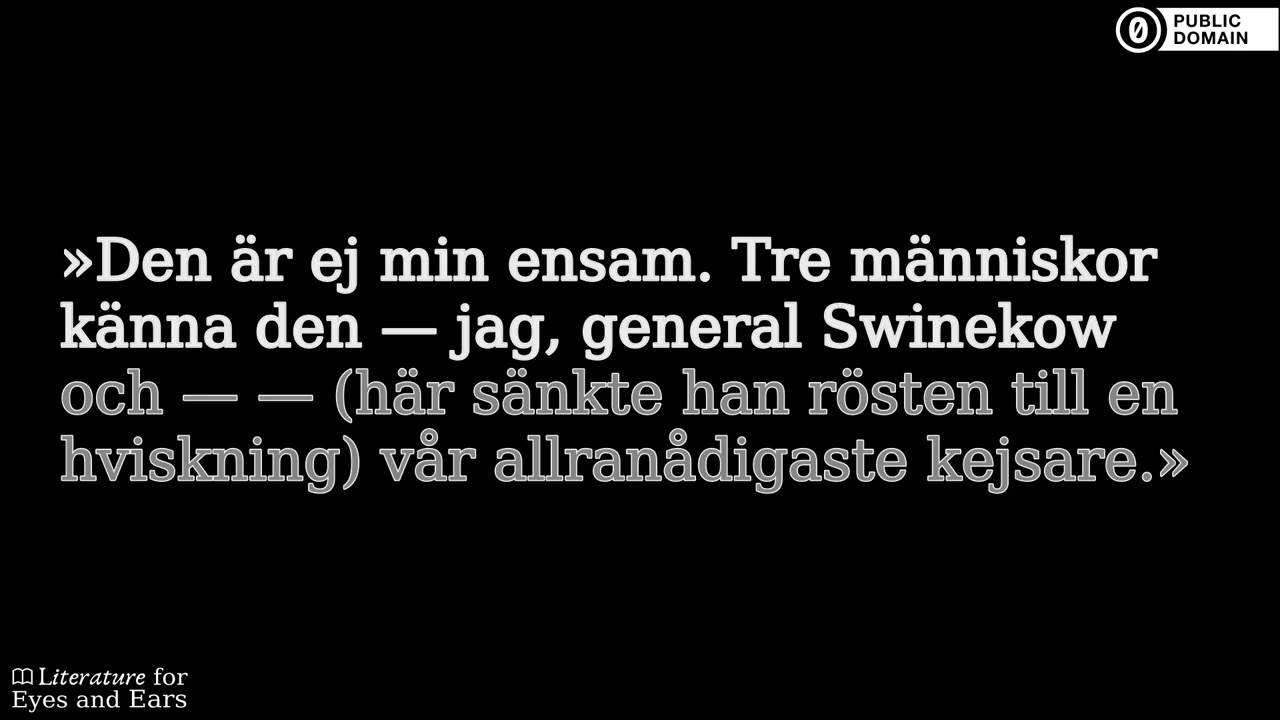 PUBLIC
DOMAIN
»Den är ej min ensam. Tre människor
känna den — jag, general Swinekow
och — — (här sänkte han rösten till en
hviskning) vår allranådigaste kejsare.»
Literature for
Eyes and Ears